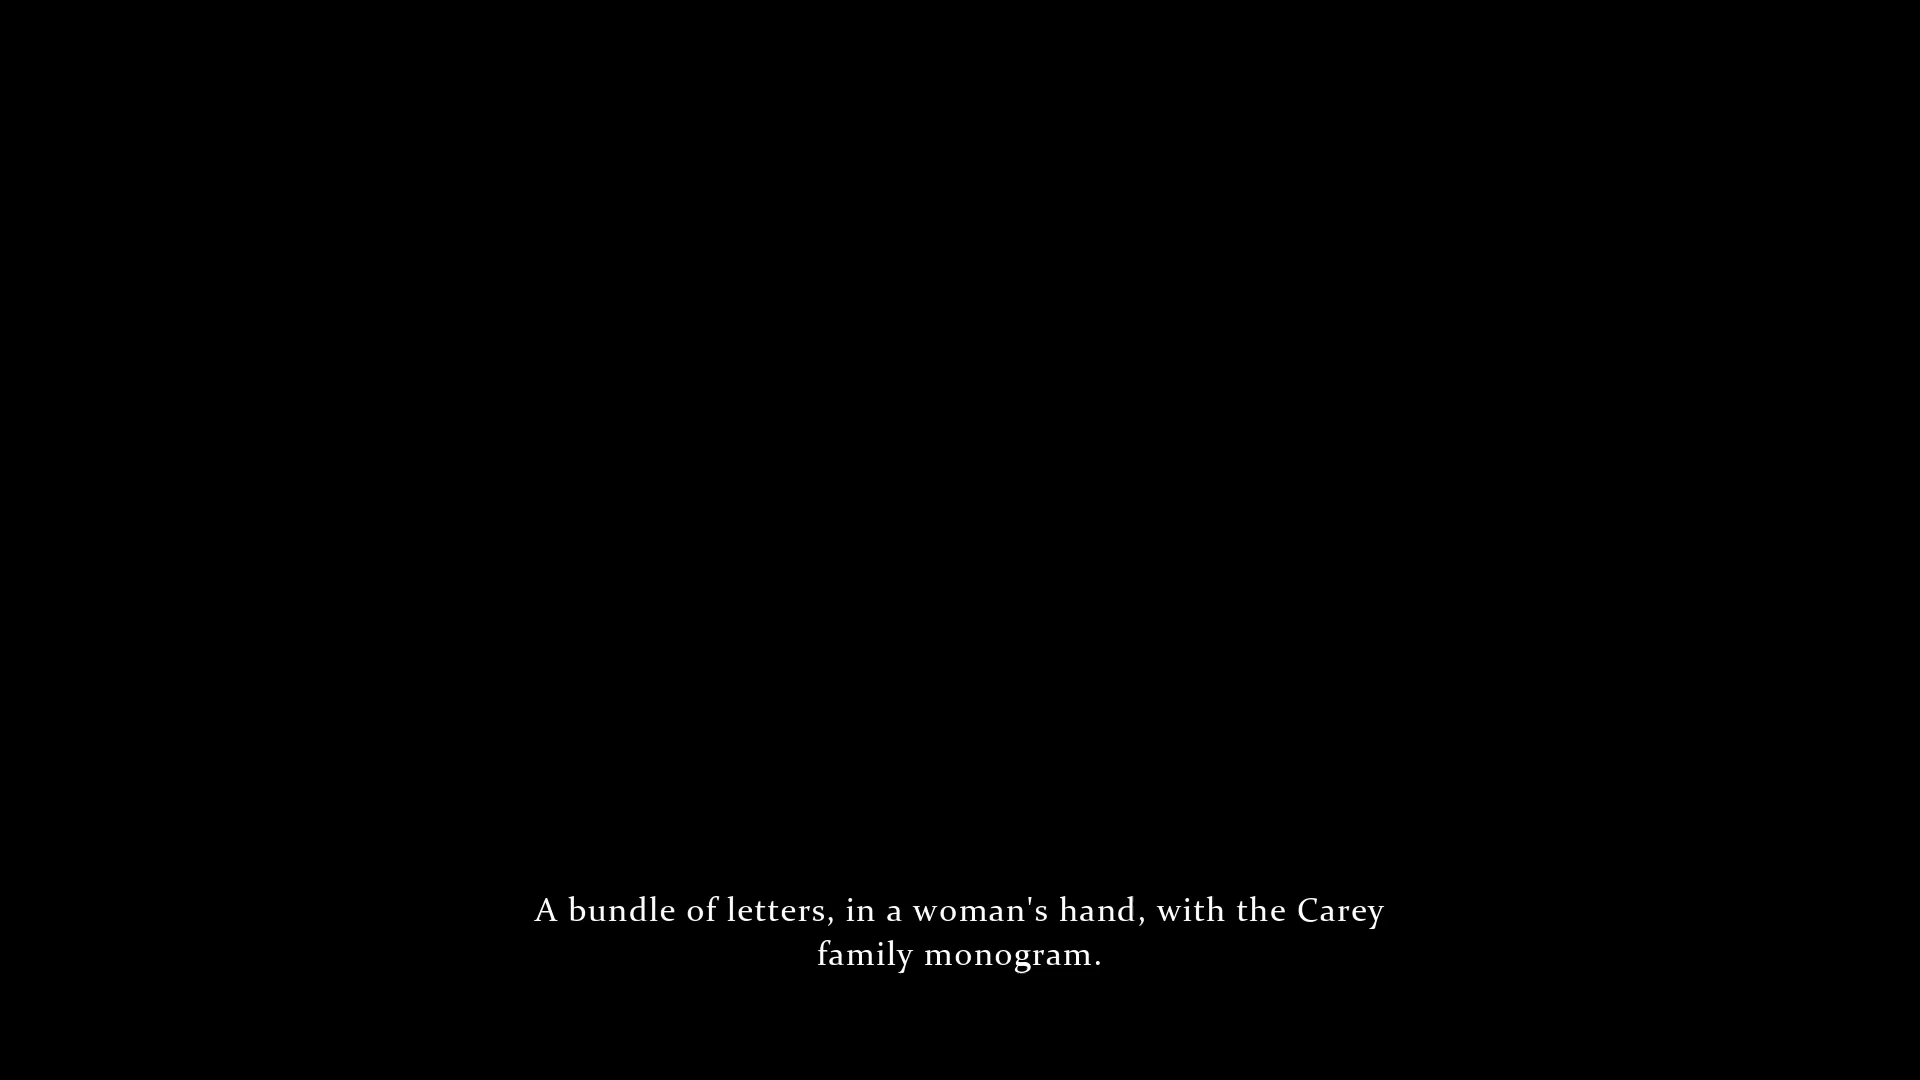 A bundle of letters, in a woman's hand, with the Carey
family monogram.